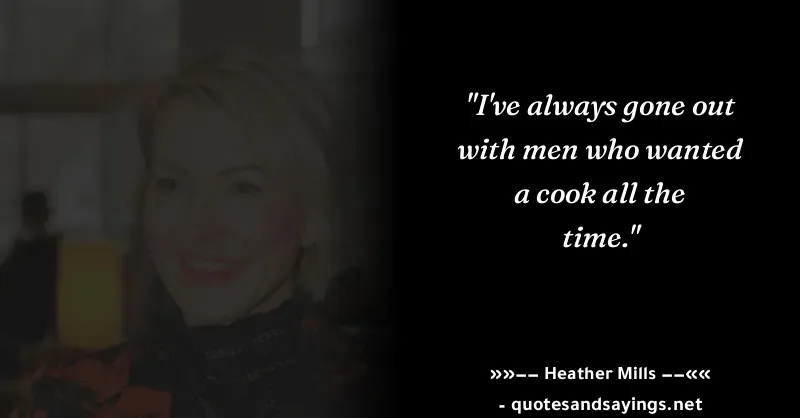 "I've always gone out
with men who wanted
a cook all the
time."
»»−− Heather Mills −−««
- quotesandsayings.net